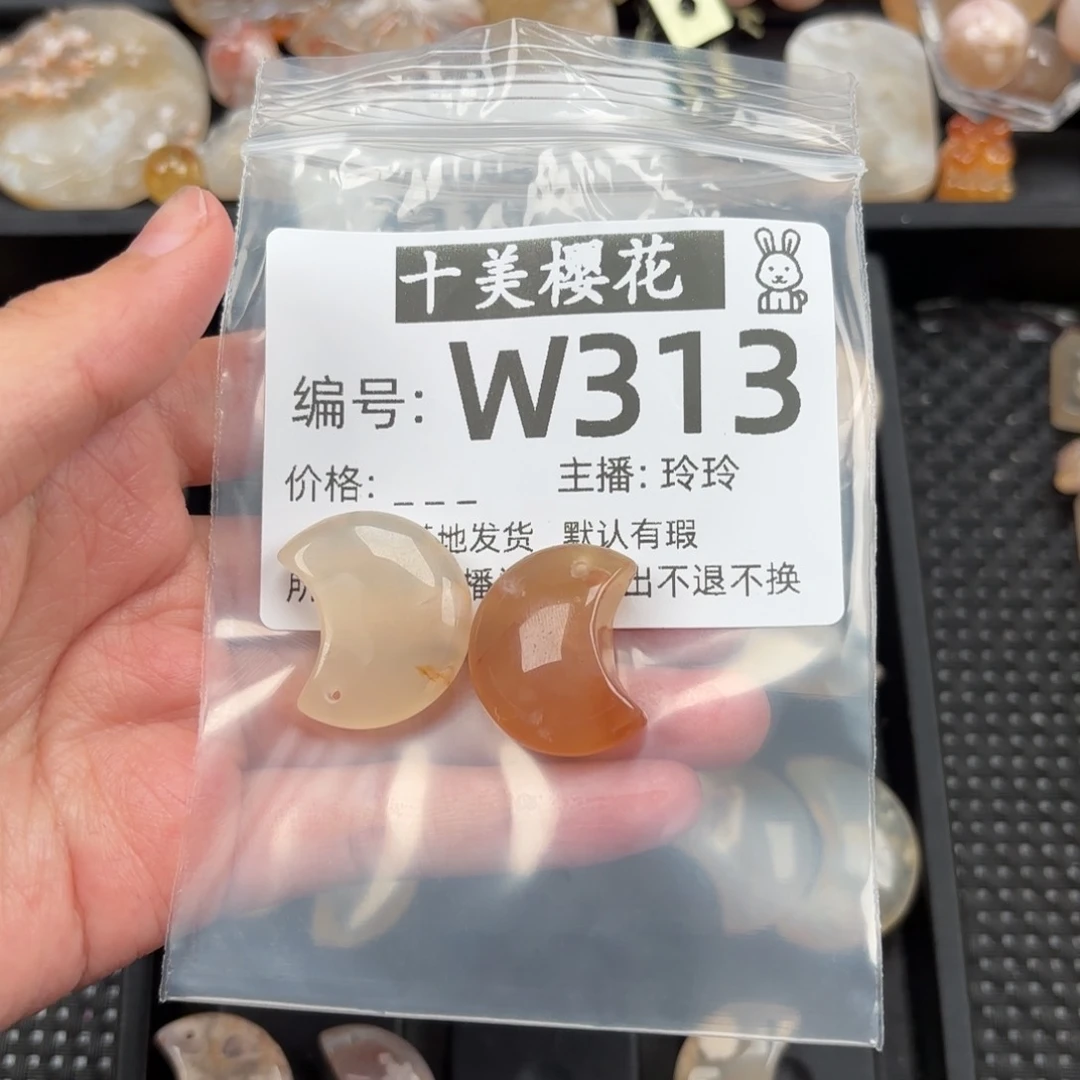 十美樱花
编号: W313
价格: _ _ _ 主播: 玲玲
地发货 默认有瑕
播 出不退不换